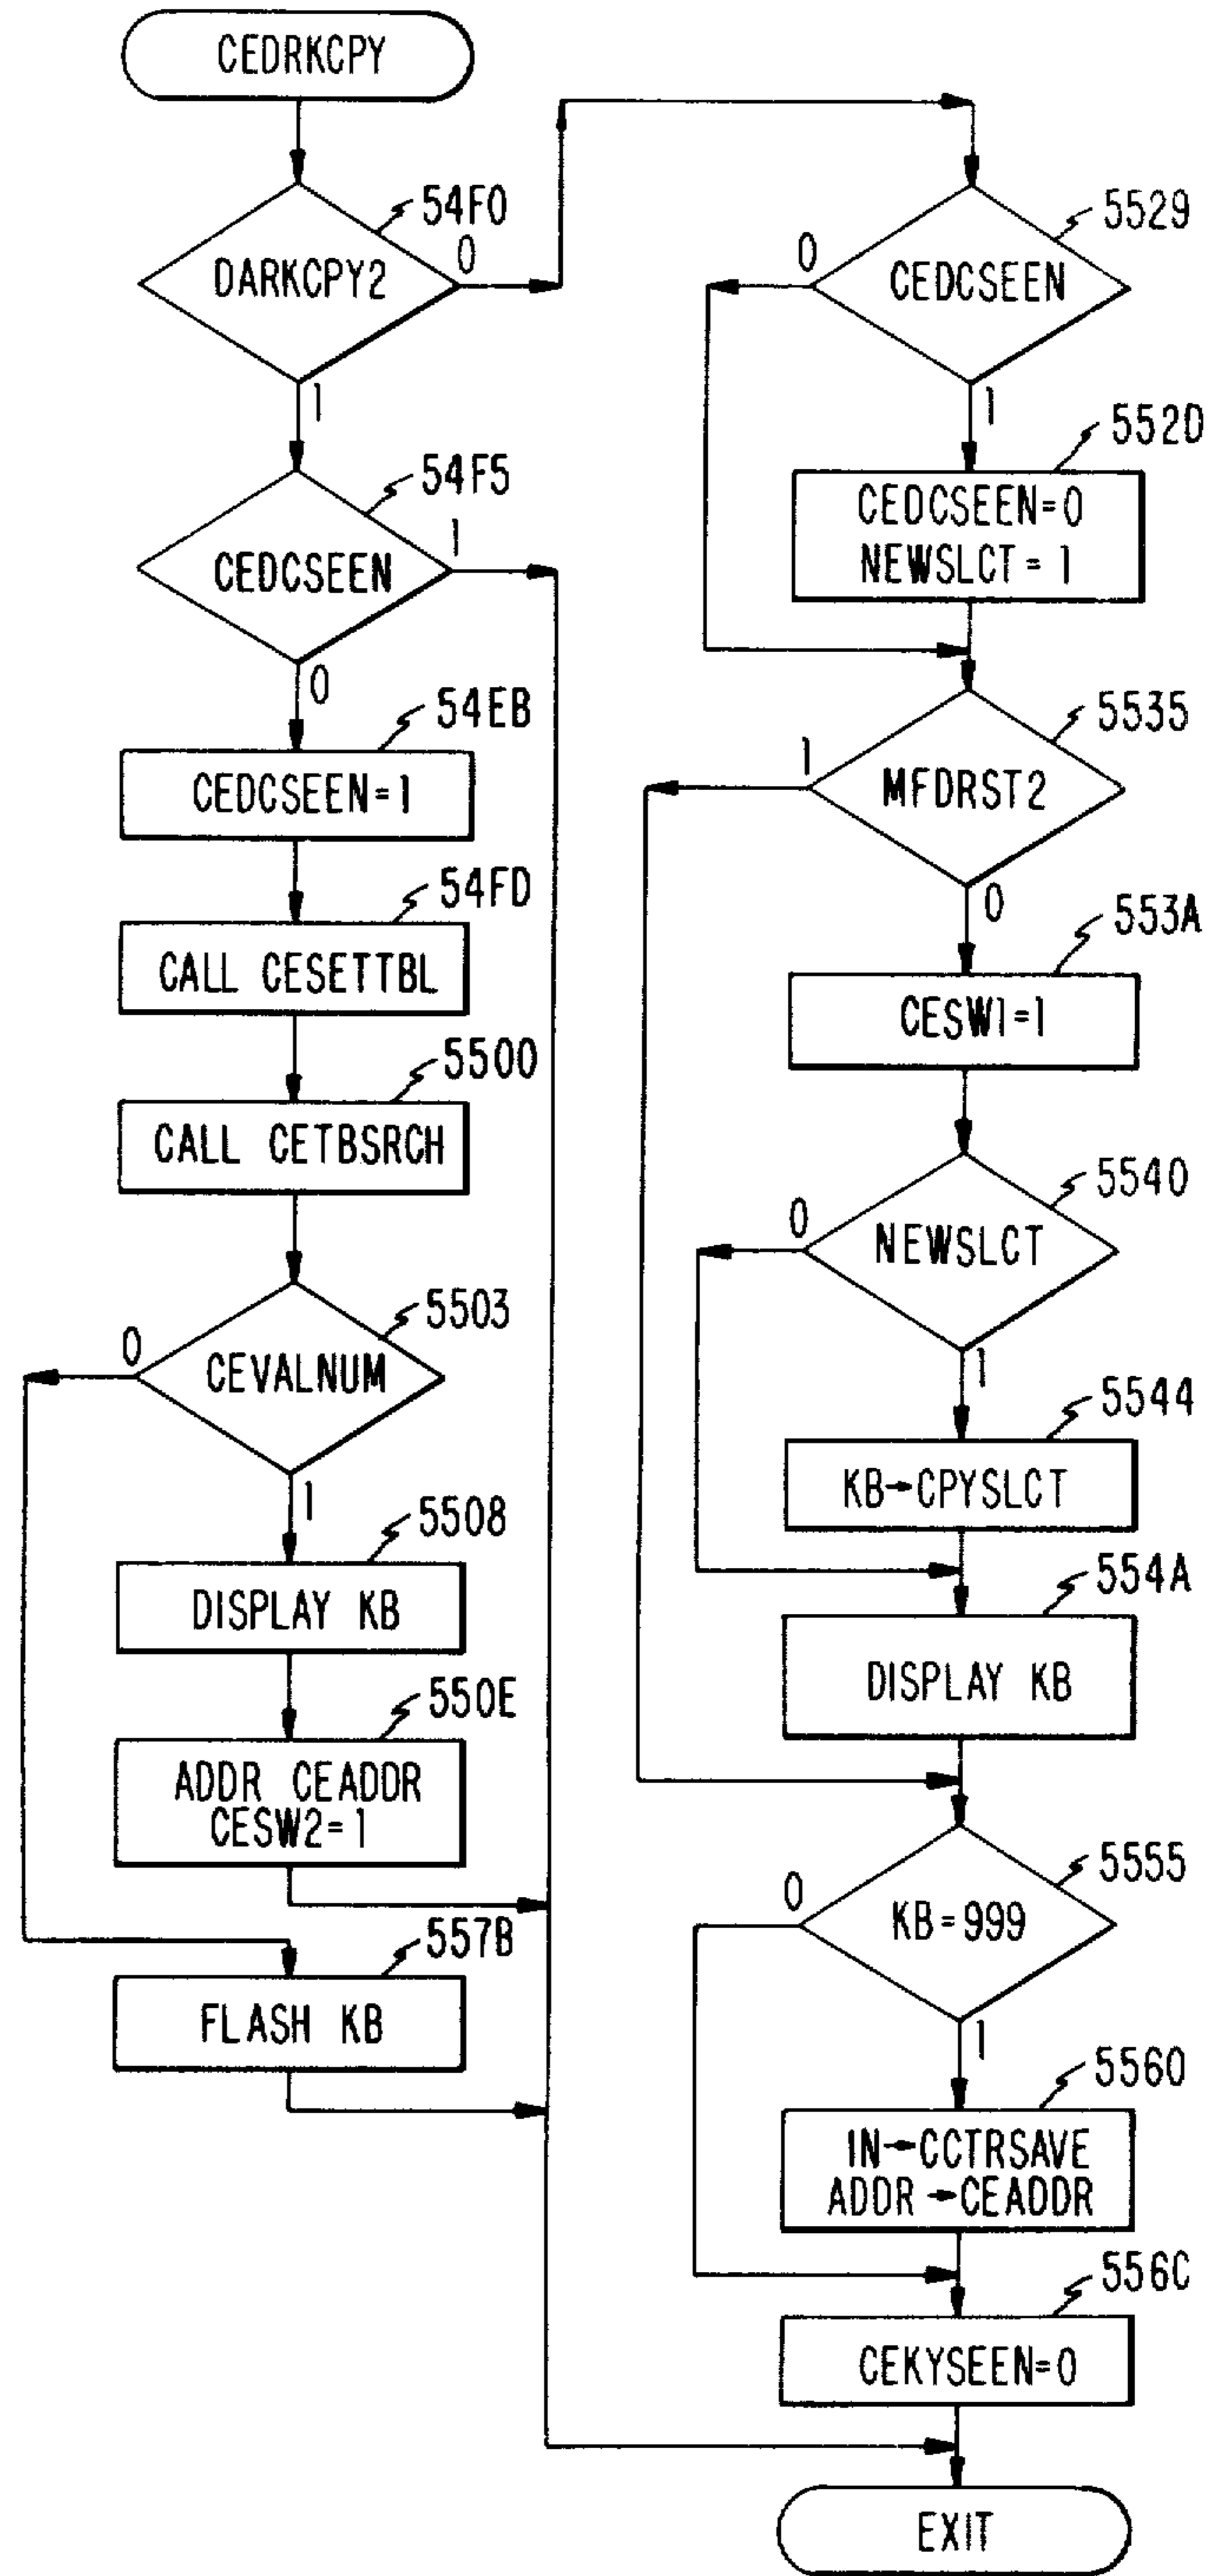 CEDRKCPY
54F0
DARKCPY2
0
1
54F5
CEDCSEEN
1
0
54EB
CEDCSEEN=1
54FD
CALL CESETTBL
5500
CALL CETBSRCH
5503
0
CEVALNUM
1
5508
DISPLAY KB
550E
ADDR CEADDR
CESW2=1
557B
FLASH KB
5529
0
CEDCSEEN
1
552D
CEDCSEEN=0
NEWSLCT=1
5535
1
MFDRST2
0
553A
CESW1=1
5540
0
NEWSLCT
1
5544
KB→CPYSLCT
554A
DISPLAY KB
5555
0
KB=999
1
5560
IN→CCTRSAVE
ADDR→CEADDR
556C
CEKYSEEN=0
EXIT